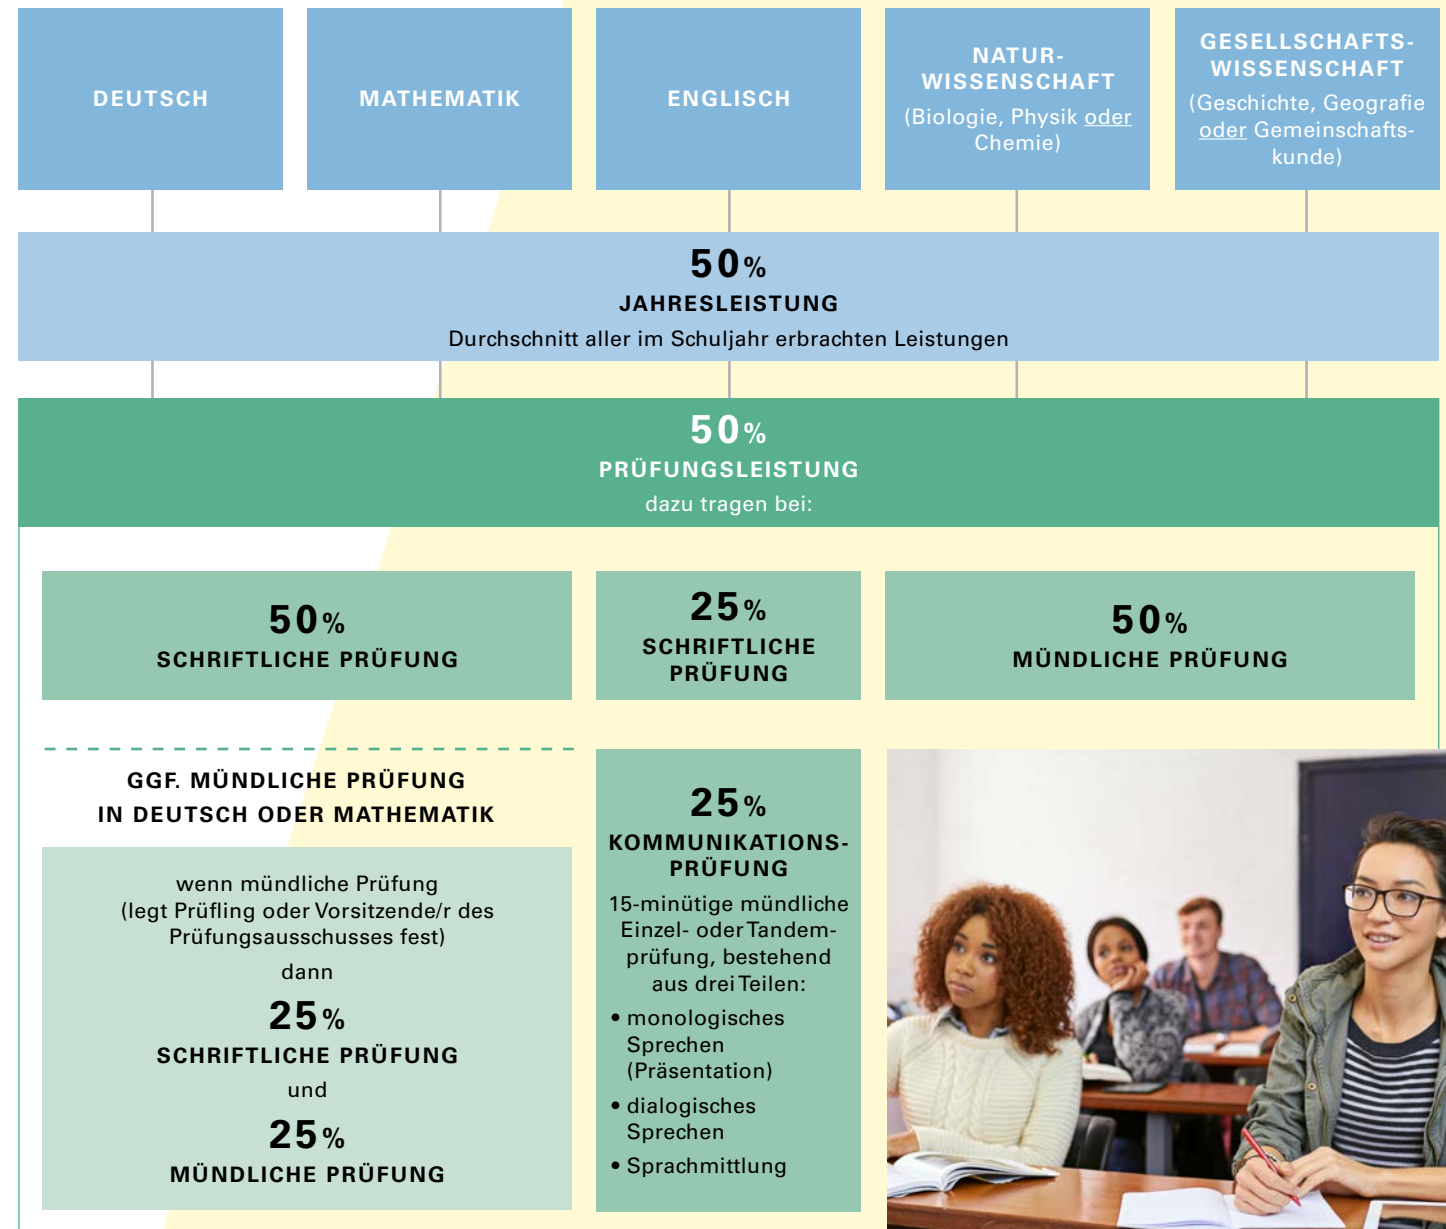 DEUTSCH
MATHEMATIK
ENGLISCH
NATUR-
WISSENSCHAFT
(Biologie, Physik oder
Chemie)
GESELLSCHAFTS-
WISSENSCHAFT
(Geschichte, Geografie
oder Gemeinschafts-
kunde)
50%
JAHRESLEISTUNG
Durchschnitt aller im Schuljahr erbrachten Leistungen
50%
PRÜFUNGSLEISTUNG
dazu tragen bei:
50%
SCHRIFTLICHE PRÜFUNG
25%
SCHRIFTLICHE
PRÜFUNG
50%
MÜNDLICHE PRÜFUNG
GGF. MÜNDLICHE PRÜFUNG
IN DEUTSCH ODER MATHEMATIK
wenn mündliche Prüfung
(legt Prüfling oder Vorsitzende/r des
Prüfungsausschusses fest)
dann
25%
SCHRIFTLICHE PRÜFUNG
und
25%
MÜNDLICHE PRÜFUNG
25%
KOMMUNIKATIONS-
PRÜFUNG
15-minütige mündliche
Einzel- oder Tandem-
prüfung, bestehend
aus drei Teilen:
• monologisches
Sprechen
(Präsentation)
• dialogisches
Sprechen
• Sprachmittlung